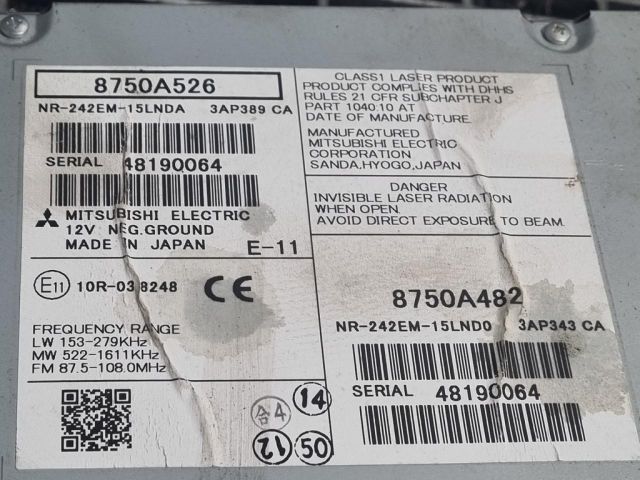 8750A526
NR-242EM-15LNDA 3AP389 CA
SERIAL 48190064
MITSUBISHI ELECTRIC
12V NEG.GROUND
MADE IN JAPAN E-11
E11 10R-038248 CE
FREQUENCY RANGE
LW 153-279KHz
MW 522-1611KHz
FM 87.5-108.0MHz
合4 14
12 50
CLASS1 LASER PRODUCT
PRODUCT COMPLIES WITH DHHS
RULES 21 CFR SUBCHAPTER J
PART 1040.10 AT
DATE OF MANUFACTURE
MANUFACTURED
MITSUBISHI ELECTRIC
CORPORATION
SANDA,HYOGO,JAPAN
DANGER
INVISIBLE LASER RADIATION
WHEN OPEN.
AVOID DIRECT EXPOSURE TO BEAM.
8750A482
NR-242EM-15LND0 3AP343 CA
SERIAL 48190064